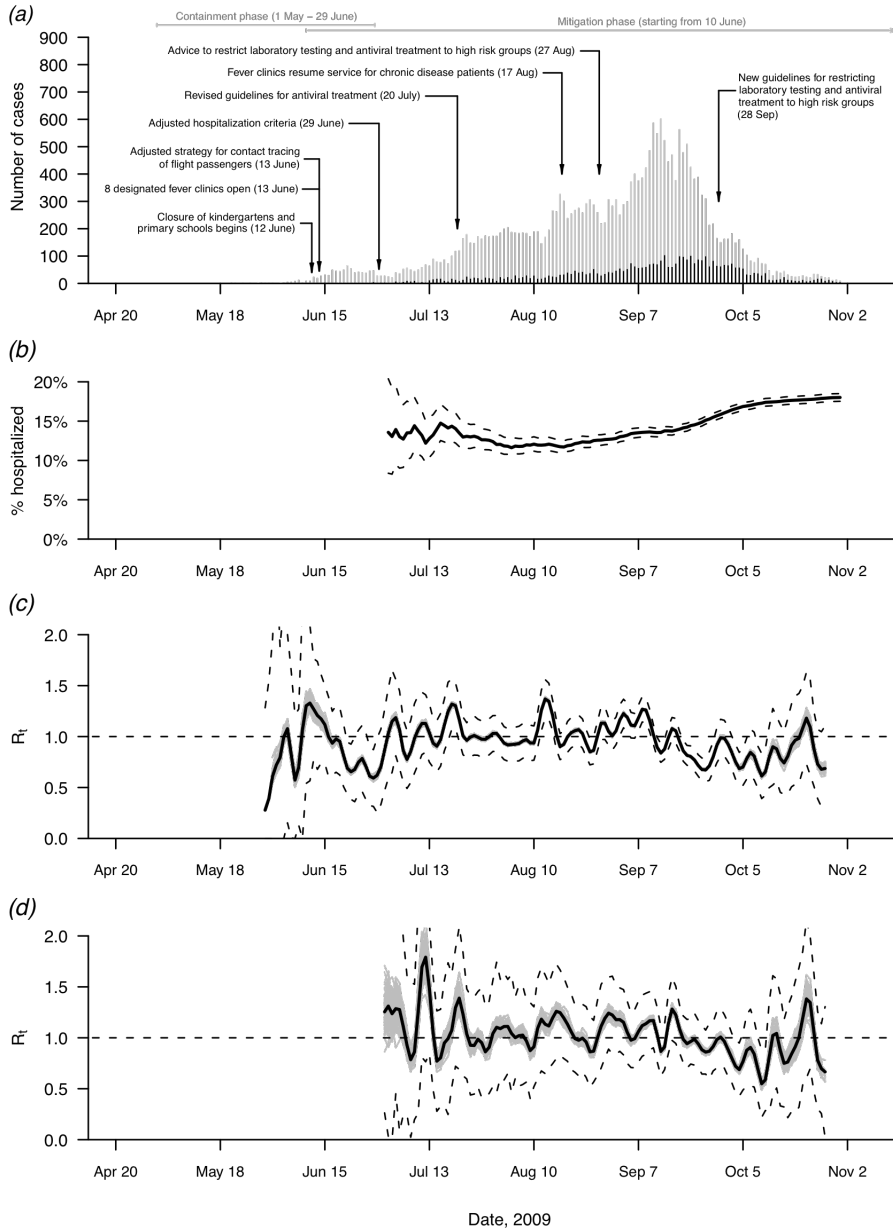 (a)
Containment phase (1 May – 29 June)
Mitigation phase (starting from 10 June)
Number of cases
900
800
700
600
500
400
300
200
100
0
Advice to restrict laboratory testing and antiviral treatment to high risk groups (27 Aug)
Fever clinics resume service for chronic disease patients (17 Aug)
Revised guidelines for antiviral treatment (20 July)
Adjusted hospitalization criteria (29 June)
Adjusted strategy for contact tracing
of flight passengers (13 June)
8 designated fever clinics open (13 June)
Closure of kindergartens and
primary schools begins (12 June)
New guidelines for restricting
laboratory testing and antiviral
treatment to high risk groups
(28 Sep)
Apr 20 May 18 Jun 15 Jul 13 Aug 10 Sep 7 Oct 5 Nov 2
(b)
% hospitalized
20%
15%
10%
5%
0%
Apr 20 May 18 Jun 15 Jul 13 Aug 10 Sep 7 Oct 5 Nov 2
(c)
Rt
2.0
1.5
1.0
0.5
0.0
Apr 20 May 18 Jun 15 Jul 13 Aug 10 Sep 7 Oct 5 Nov 2
(d)
Rt
2.0
1.5
1.0
0.5
0.0
Apr 20 May 18 Jun 15 Jul 13 Aug 10 Sep 7 Oct 5 Nov 2
Date, 2009